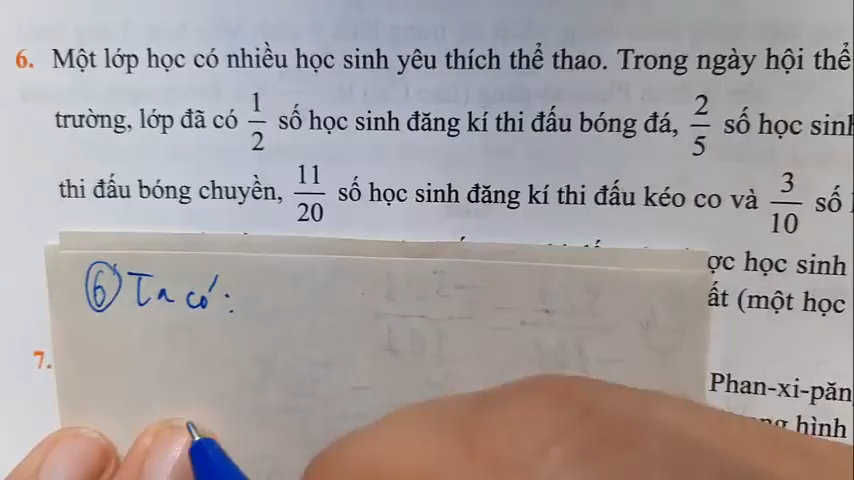 6. Một lớp học có nhiều học sinh yêu thích thể thao. Trong ngày hội thể
trường, lớp đã có 1/2 số học sinh đăng kí thi đấu bóng đá, 2/5 số học sinh
thi đấu bóng chuyền, 11/20 số học sinh đăng kí thi đấu kéo co và 3/10 số
ợc học sinh
6 Ta có:
ất (một học
7.
Phan-xi-păn
hình